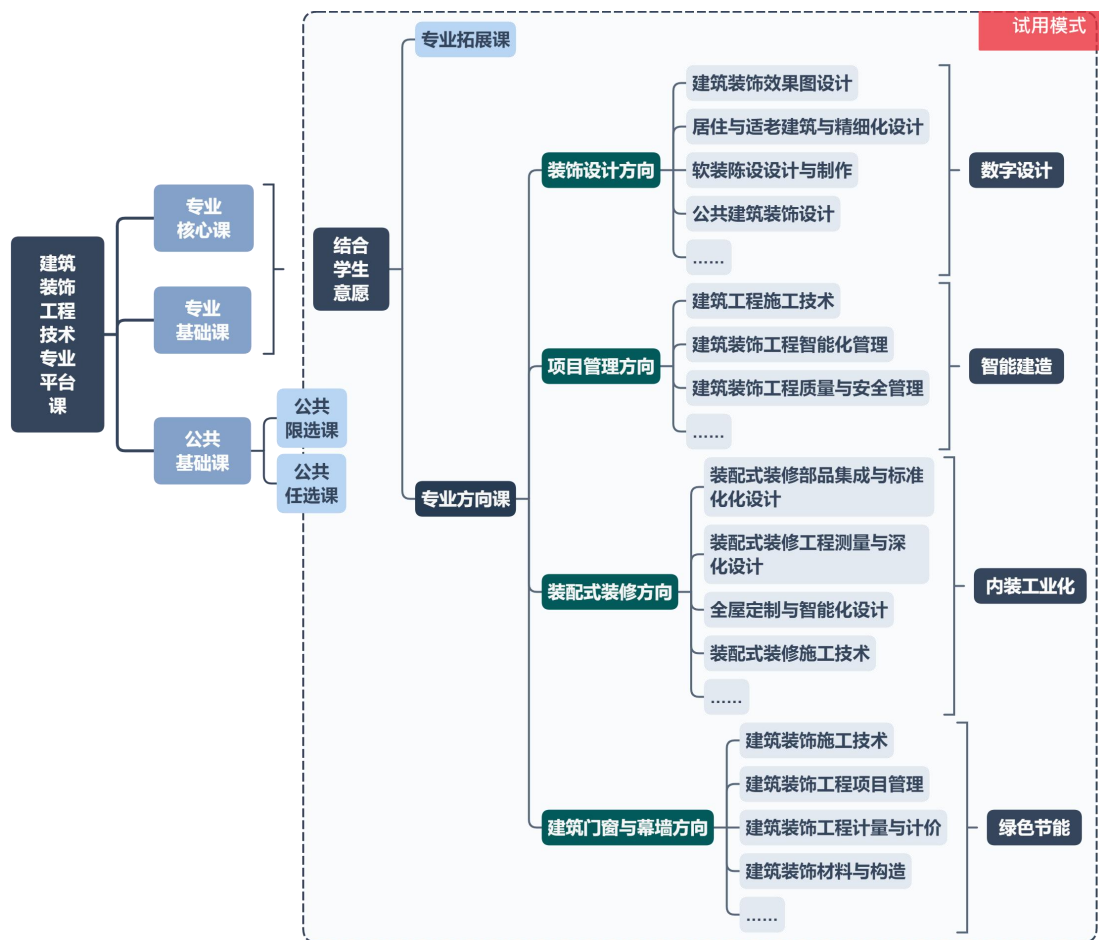 试用模式
建筑
装饰
工程
技术
专业
平台
课
专业
核心课
专业
基础课
公共
基础课
公共
限选课
公共
任选课
结合
学生
意愿
专业拓展课
专业方向课
装饰设计方向
建筑装饰效果图设计
居住与适老建筑与精细化设计
软装陈设设计与制作
公共建筑装饰设计
......
数字设计
项目管理方向
建筑工程施工技术
建筑装饰工程智能化管理
建筑装饰工程质量与安全管理
......
智能建造
装配式装修方向
装配式装修部品集成与标准
化化设计
装配式装修工程测量与深
化设计
全屋定制与智能化设计
装配式装修施工技术
......
内装工业化
建筑门窗与幕墙方向
建筑装饰施工技术
建筑装饰工程项目管理
建筑装饰工程计量与计价
建筑装饰材料与构造
......
绿色节能